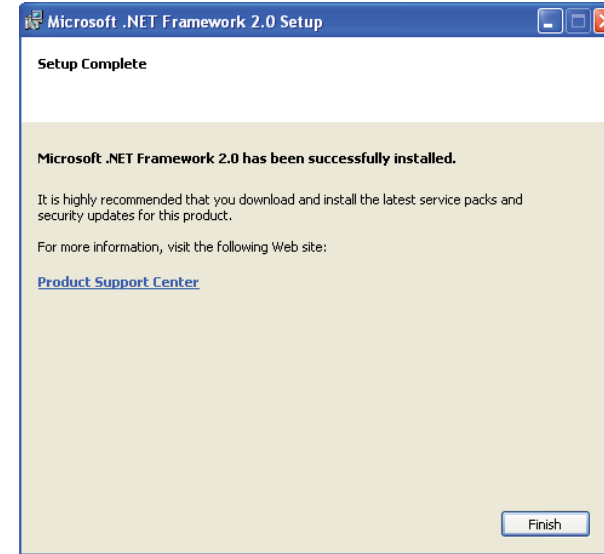 Microsoft .NET Framework 2.0 Setup
Setup Complete
Microsoft .NET Framework 2.0 has been successfully installed.
It is highly recommended that you download and install the latest service packs and
security updates for this product.
For more information, visit the following Web site:
Product Support Center
Finish